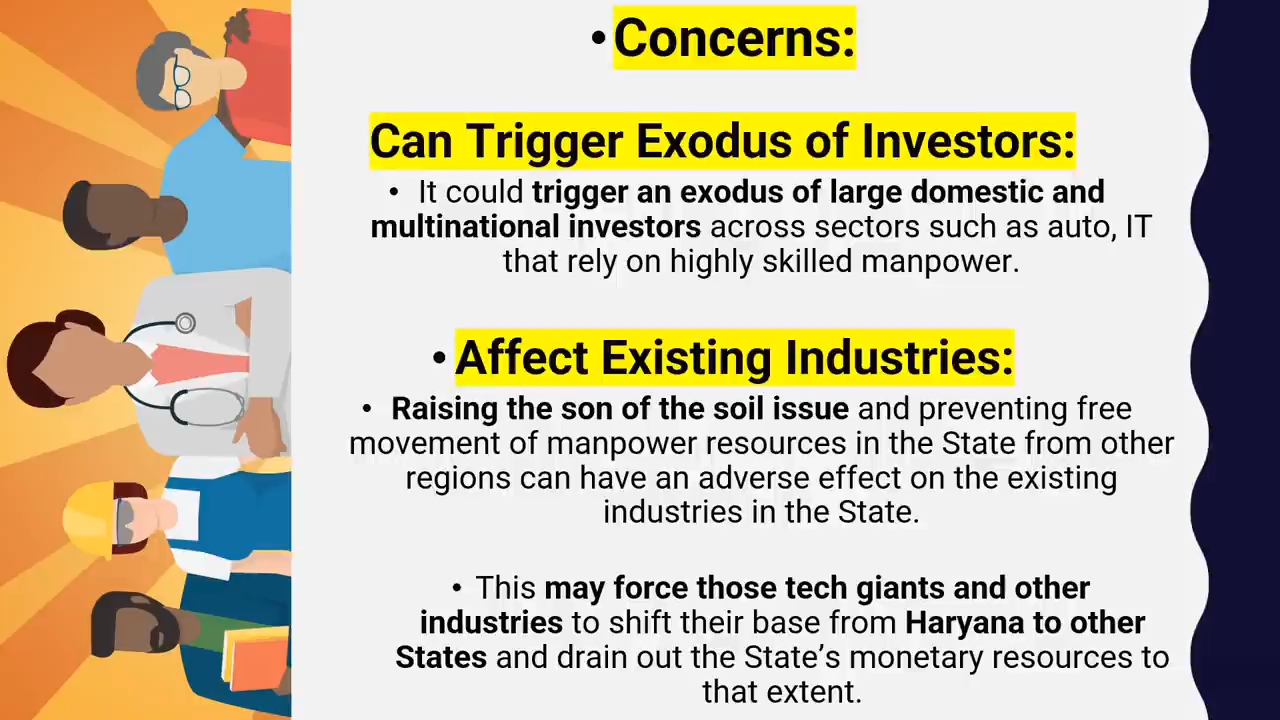 • Concerns:
Can Trigger Exodus of Investors:
• It could trigger an exodus of large domestic and
multinational investors across sectors such as auto, IT
that rely on highly skilled manpower.
• Affect Existing Industries:
• Raising the son of the soil issue and preventing free
movement of manpower resources in the State from other
regions can have an adverse effect on the existing
industries in the State.
• This may force those tech giants and other
industries to shift their base from Haryana to other
States and drain out the State’s monetary resources to
that extent.